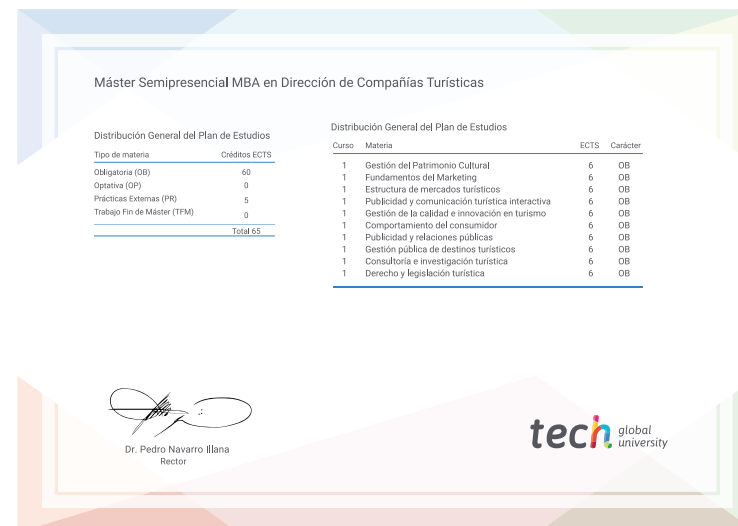 Máster Semipresencial MBA en Dirección de Compañías Turísticas
Distribución General del Plan de Estudios
Tipo de materia Créditos ECTS
Obligatoria (OB) 60
Optativa (OP) 0
Prácticas Externas (PR) 5
Trabajo Fin de Máster (TFM) 0
Total 65
Distribución General del Plan de Estudios
Curso Materia ECTS Carácter
1 Gestión del Patrimonio Cultural 6 OB
1 Fundamentos del Marketing 6 OB
1 Estructura de mercados turísticos 6 OB
1 Publicidad y comunicación turística interactiva 6 OB
1 Gestión de la calidad e innovación en turismo 6 OB
1 Comportamiento del consumidor 6 OB
1 Publicidad y relaciones públicas 6 OB
1 Gestión pública de destinos turísticos 6 OB
1 Consultoría e investigación turística 6 OB
1 Derecho y legislación turística 6 OB
Dr. Pedro Navarro Illana
Rector
tech global
university